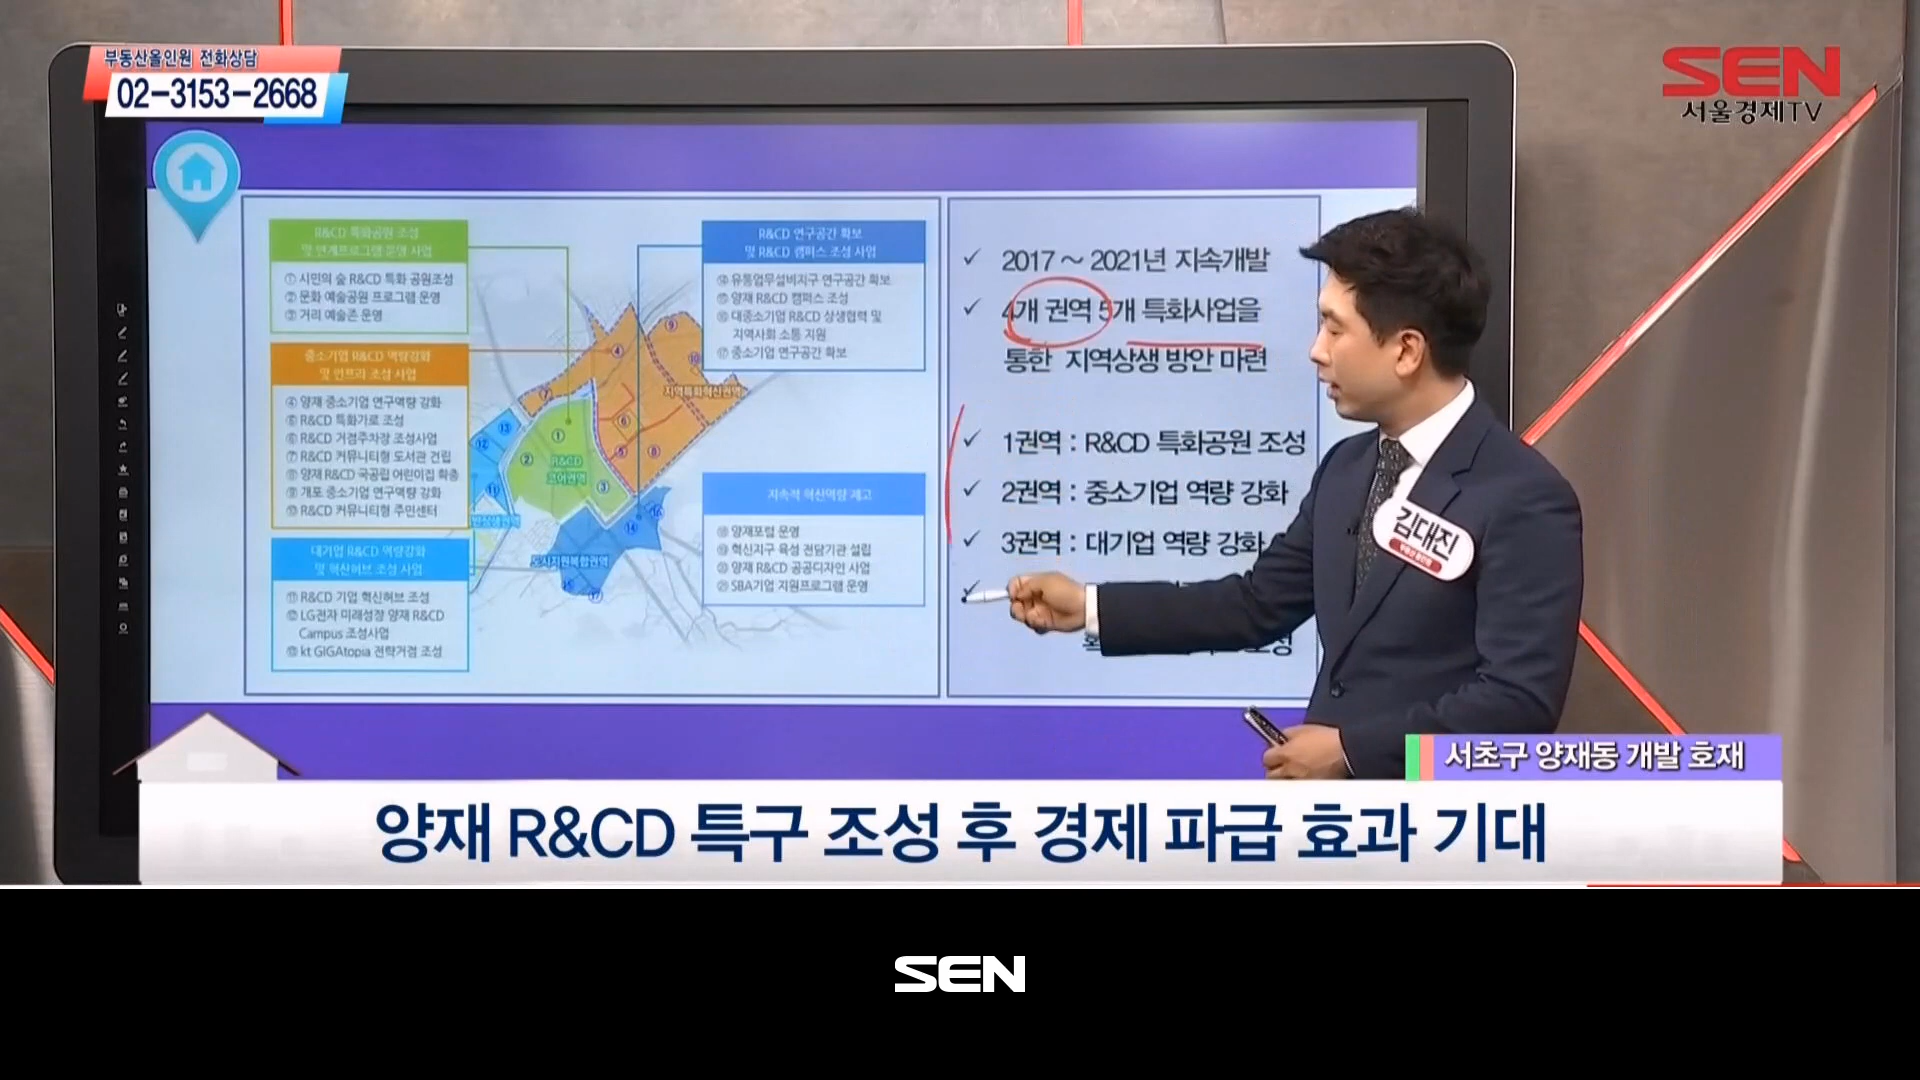 부동산올인원 전화상담
02-3153-2668
SEN
서울경제TV
R&CD 특화공원 조성
및 연계프로그램 운영 사업
① 시민의 숲 R&CD 특화 공원조성
② 문화 예술공원 프로그램 운영
③ 거리 예술존 운영
중소기업 R&CD 역량강화
및 인프라 조성 사업
④ 양재 중소기업 연구역량 강화
⑤ R&CD 특화가로 조성
⑥ R&CD 거점주차장 조성사업
⑦ R&CD 커뮤니티형 도서관 건립
⑧ 양재 R&CD 국공립 어린이집 확충
⑨ 개포 중소기업 연구역량 강화
⑩ R&CD 커뮤니티형 주민센터
대기업 R&CD 역량강화
및 혁신허브 조성 사업
⑪ R&CD 기업 혁신허브 조성
⑫ LG전자 미래성장 양재 R&CD
Campus 조성사업
⑬ kt GIGAtopia 전략거점 조성
R&CD 연구공간 확보
및 R&CD 캠퍼스 조성 사업
⑭ 유통업무설비지구 연구공간 확보
⑮ 양재 R&CD 캠퍼스 조성
⑯ 대중소기업 R&CD 상생협력 및
지역사회 소통 지원
⑰ 중소기업 연구공간 확보
지역특화혁신권역
R&CD
코어권역
도시지원복합권역
지속적 혁신역량 제고
⑱ 양재포럼 운영
⑲ 혁신지구 육성 전담기관 설립
⑳ 양재 R&CD 공공디자인 사업
㉑ SBA기업 지원프로그램 운영
✓ 2017 ~ 2021년 지속개발
✓ 4개 권역 5개 특화사업을
통한 지역상생 방안 마련
✓ 1권역 : R&CD 특화공원 조성
✓ 2권역 : 중소기업 역량 강화
✓ 3권역 : 대기업 역량 강화
김대진
서초구 양재동 개발 호재
양재 R&CD 특구 조성 후 경제 파급 효과 기대
SEN